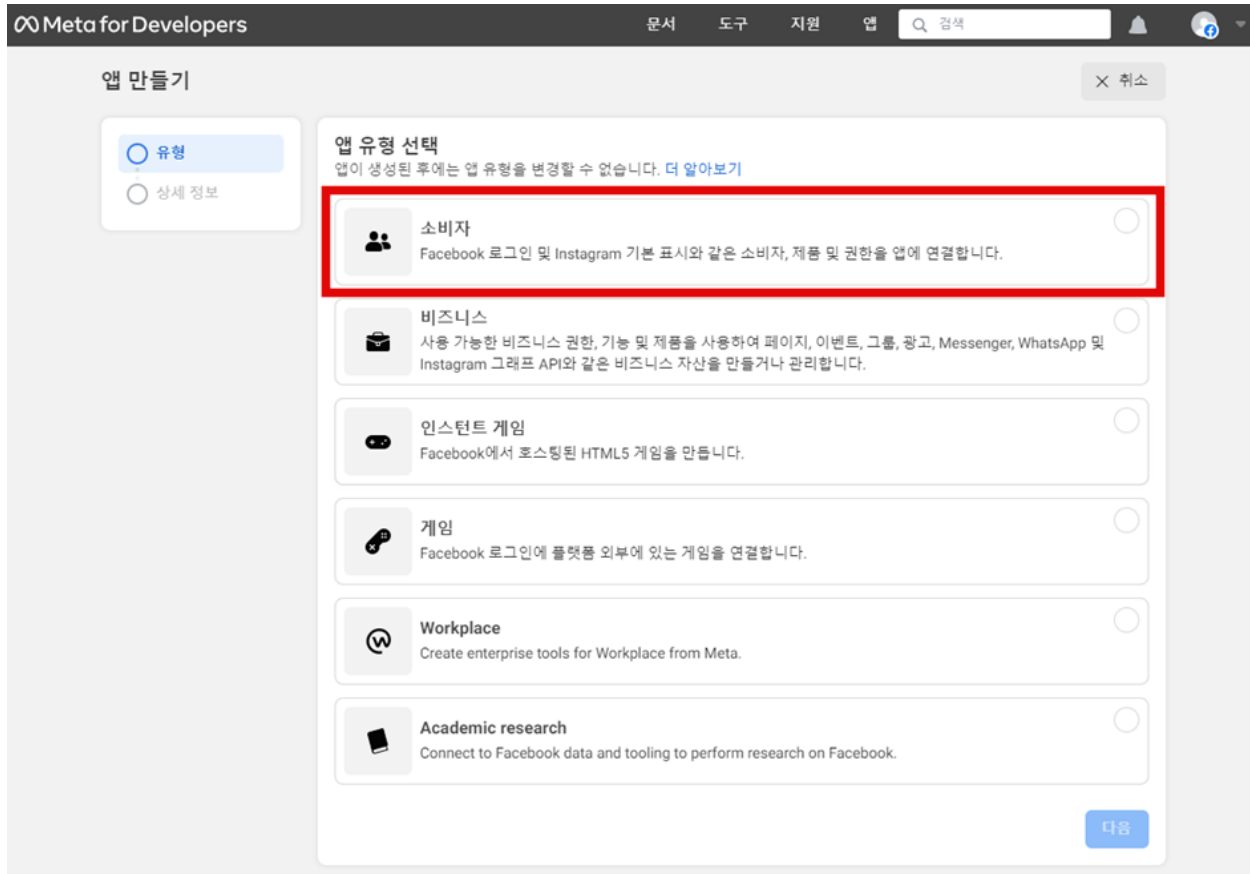 Meta for Developers 문서 도구 지원 앱 검색
앱 만들기
취소
유형
상세 정보
앱 유형 선택
앱이 생성된 후에는 앱 유형을 변경할 수 없습니다. 더 알아보기
소비자
Facebook 로그인 및 Instagram 기본 표시와 같은 소비자, 제품 및 권한을 앱에 연결합니다.
비즈니스
사용 가능한 비즈니스 권한, 기능 및 제품을 사용하여 페이지, 이벤트, 그룹, 광고, Messenger, WhatsApp 및
Instagram 그래프 API와 같은 비즈니스 자산을 만들거나 관리합니다.
인스턴트 게임
Facebook에서 호스팅된 HTML5 게임을 만듭니다.
게임
Facebook 로그인에 플랫폼 외부에 있는 게임을 연결합니다.
Workplace
Create enterprise tools for Workplace from Meta.
Academic research
Connect to Facebook data and tooling to perform research on Facebook.
다음